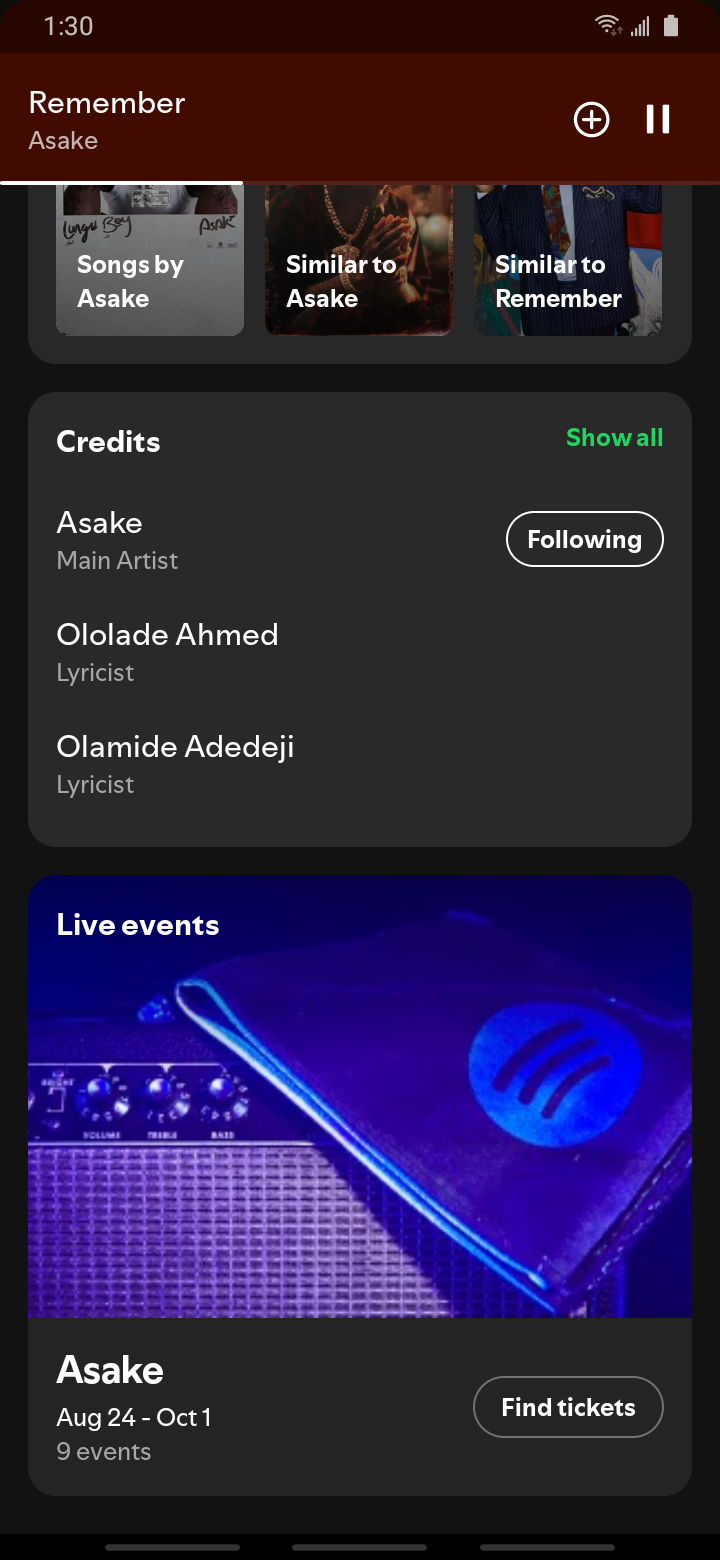 1:30
Remember
Asake
Lungu Boy
Asake
Songs by
Asake
Similar to
Asake
Similar to
Remember
Credits
Show all
Asake
Main Artist
Following
Ololade Ahmed
Lyricist
Olamide Adedeji
Lyricist
Live events
BRIGHT
VOLUME TREBLE BASS
Asake
Aug 24 - Oct 1
9 events
Find tickets